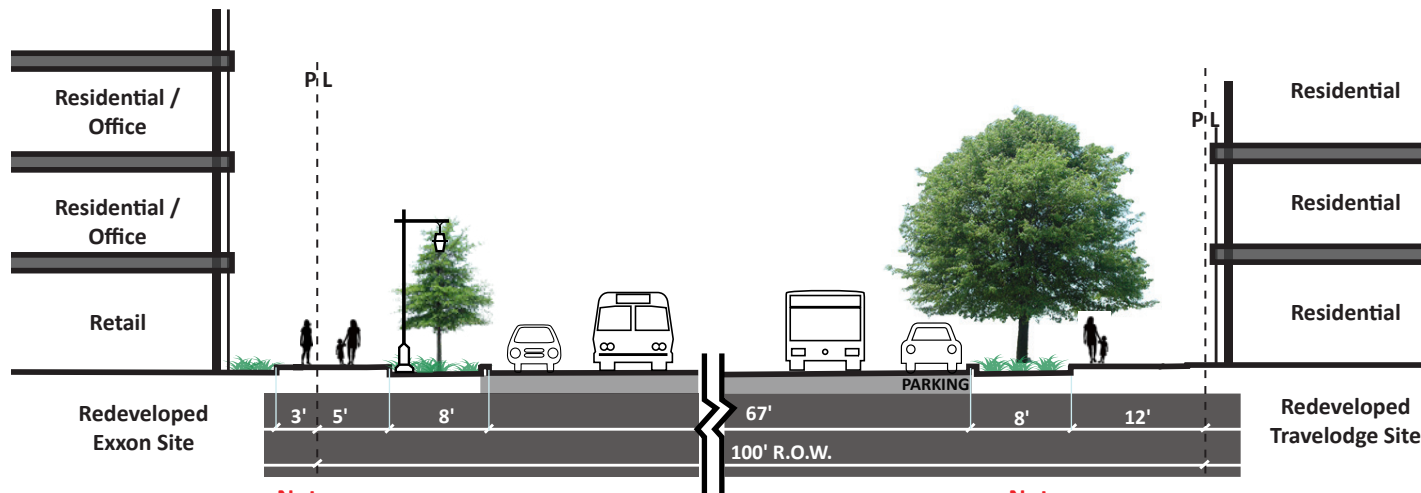 Residential /
Office
Residential /
Office
Retail
P L
P L
Residential
Residential
Residential
PARKING
3' 5' 8' 67' 8' 12'
100' R.O.W.
Redeveloped
Exxon Site
Redeveloped
Travelodge Site